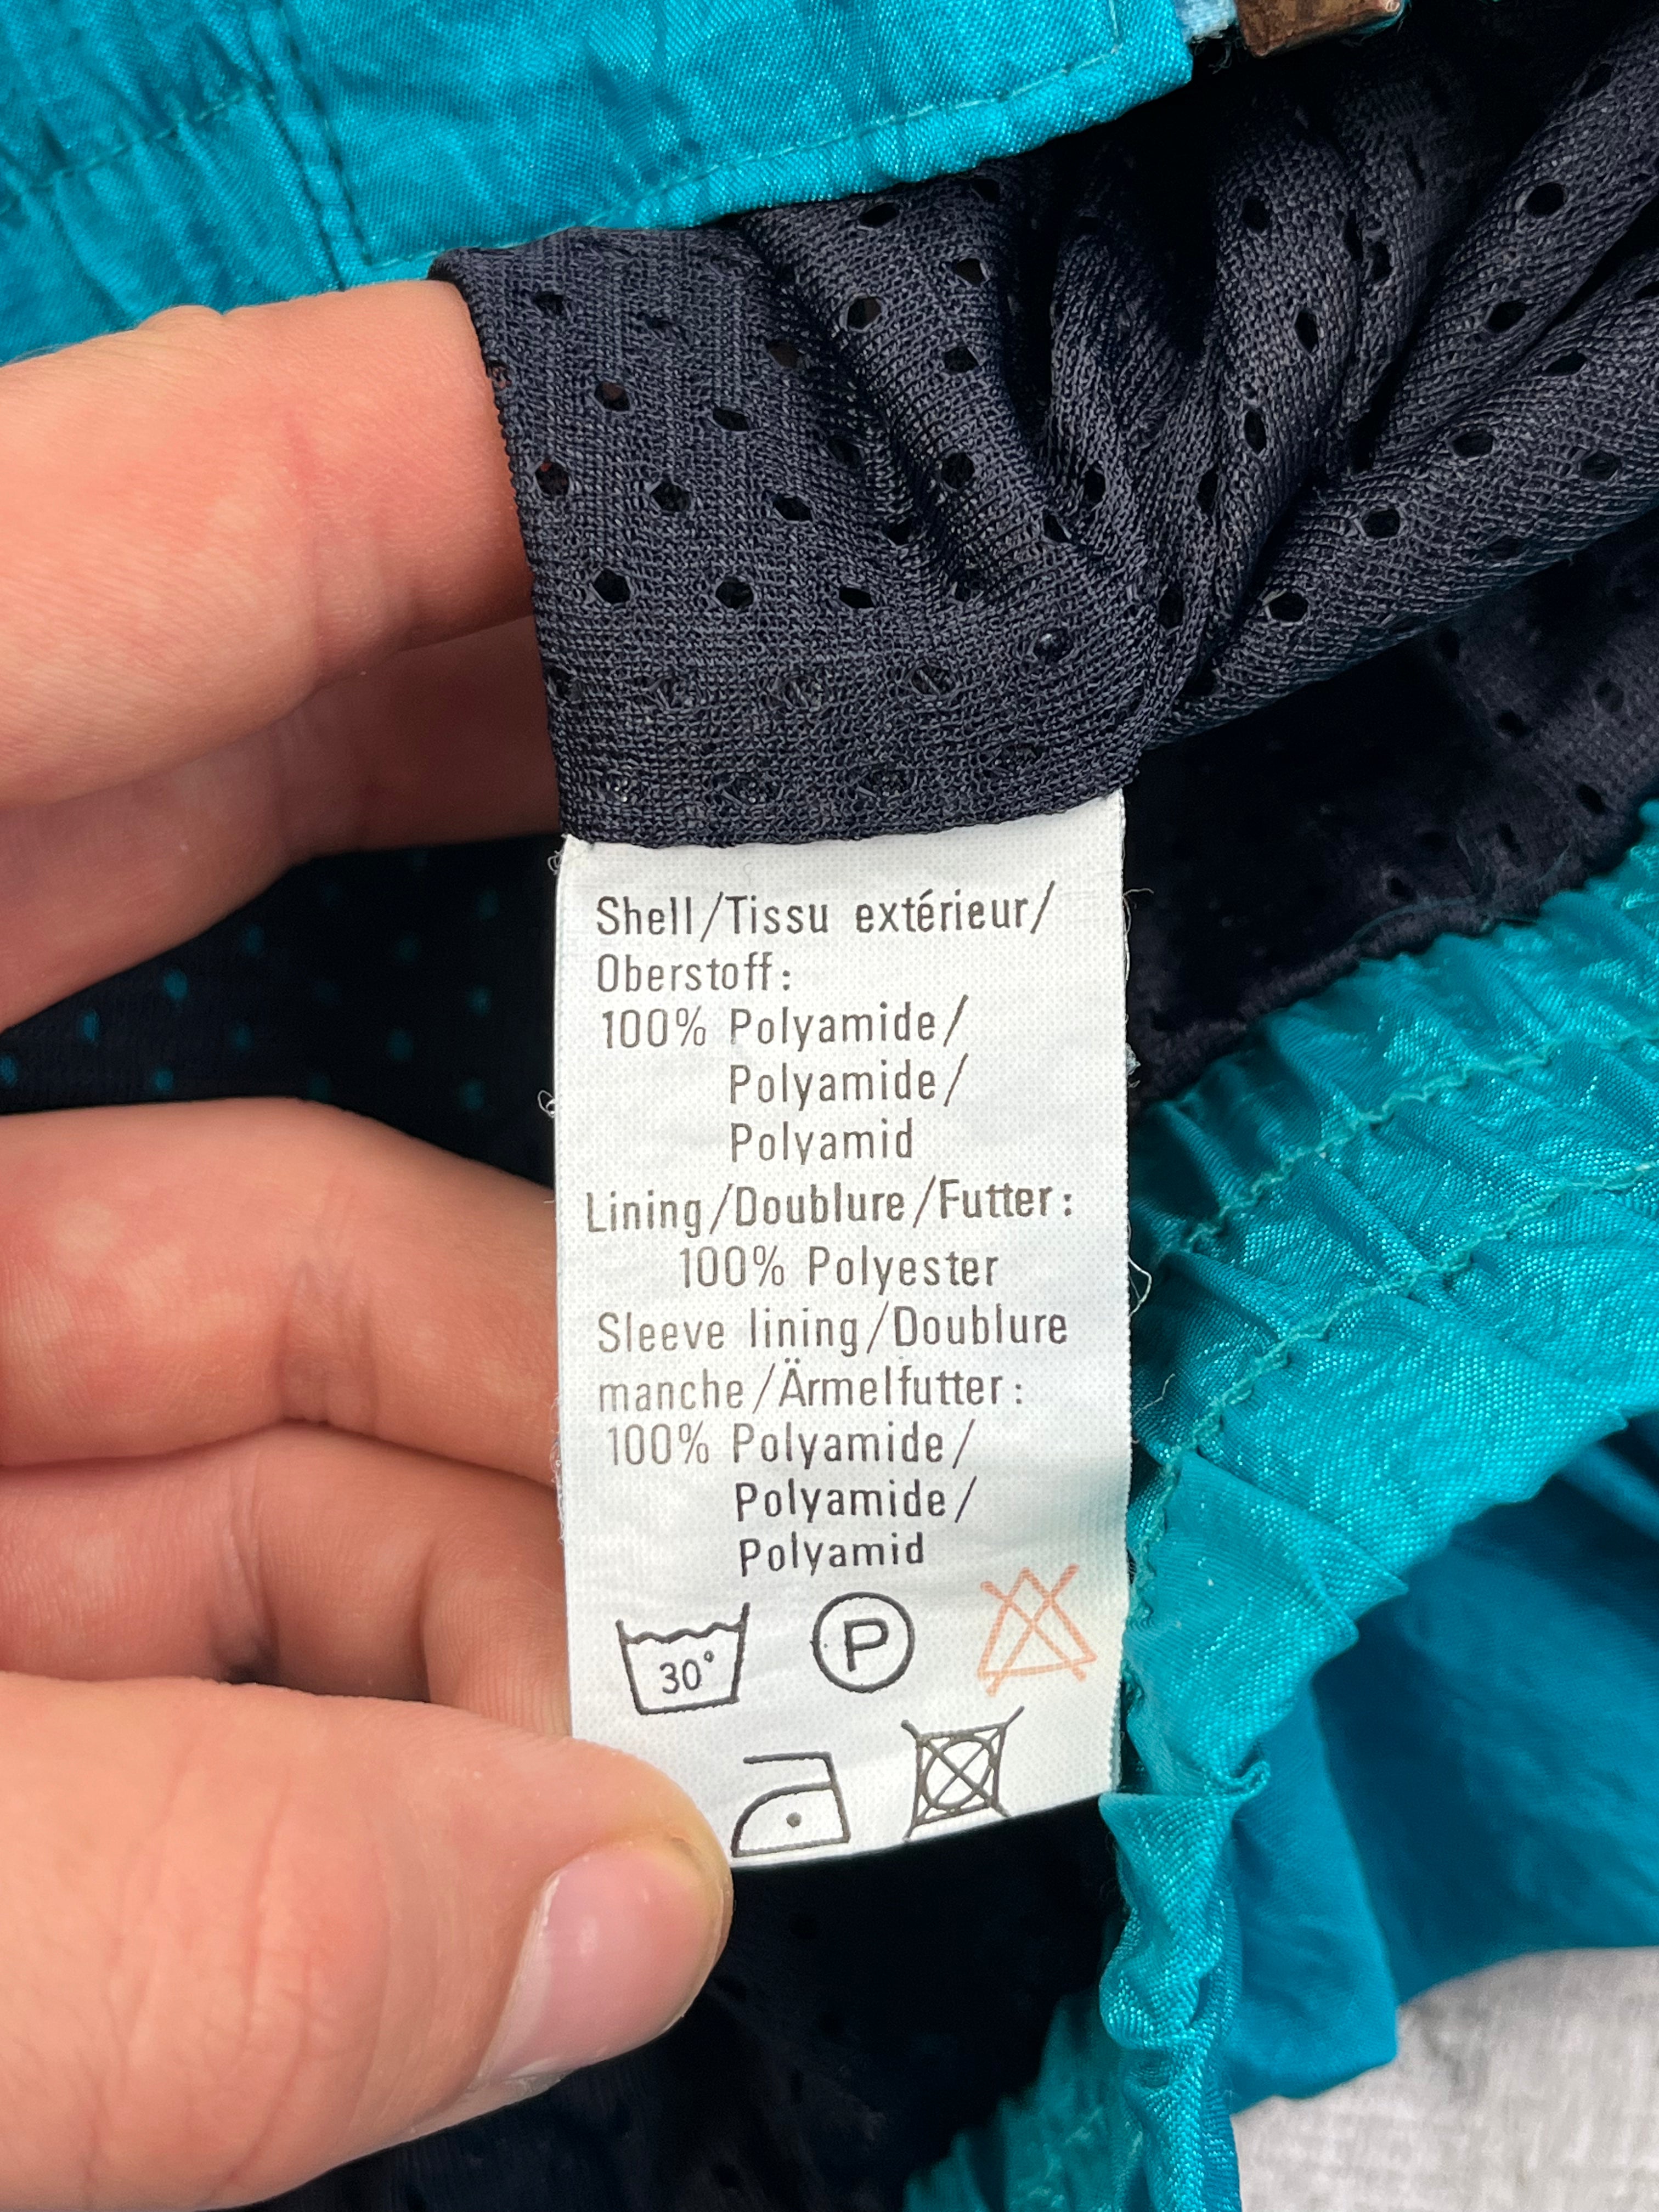 Shell/Tissu extérieur/
Oberstoff:
100% Polyamide/
Polyamide/
Polyamid
Lining/Doublure/Futter:
100% Polyester
Sleeve lining/Doublure
manche/Ärmelfutter:
100% Polyamide/
Polyamide/
Polyamid
30° P